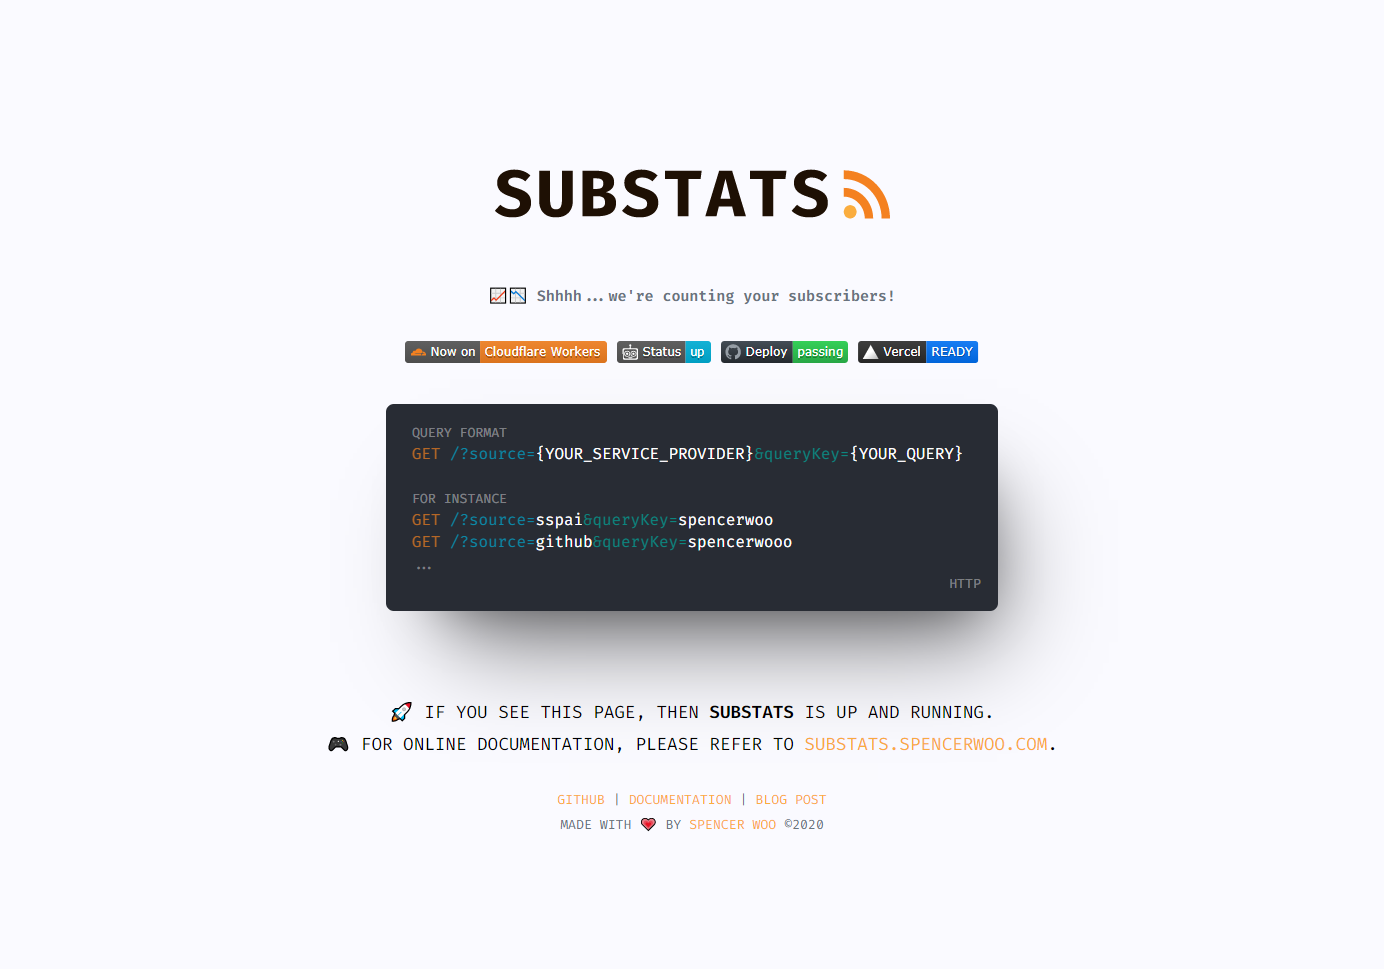 SUBSTATS
📈📉 Shhhh...we're counting your subscribers!
Now on Cloudflare Workers Status up Deploy passing Vercel READY
QUERY FORMAT
GET /?source={YOUR_SERVICE_PROVIDER}&queryKey={YOUR_QUERY}
FOR INSTANCE
GET /?source=sspai&queryKey=spencerwoo
GET /?source=github&queryKey=spencerwooo
...
HTTP
🚀 IF YOU SEE THIS PAGE, THEN SUBSTATS IS UP AND RUNNING.
🎮 FOR ONLINE DOCUMENTATION, PLEASE REFER TO SUBSTATS.SPENCERWOO.COM.
GITHUB | DOCUMENTATION | BLOG POST
MADE WITH 💗 BY SPENCER WOO ©2020